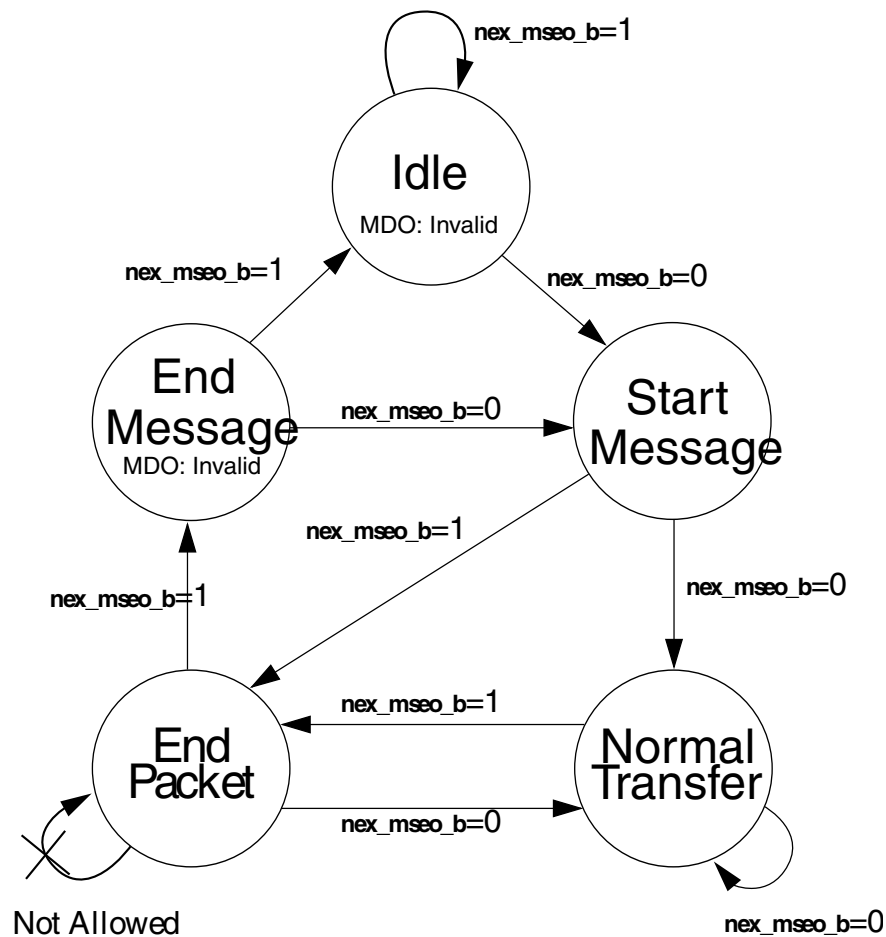 nex_mseo_b=1
Idle
MDO: Invalid
nex_mseo_b=1
nex_mseo_b=0
End
Message
MDO: Invalid
nex_mseo_b=0
Start
Message
nex_mseo_b=1
nex_mseo_b=0
nex_mseo_b=1
End
Packet
nex_mseo_b=1
Normal
Transfer
nex_mseo_b=0
Not Allowed
nex_mseo_b=0